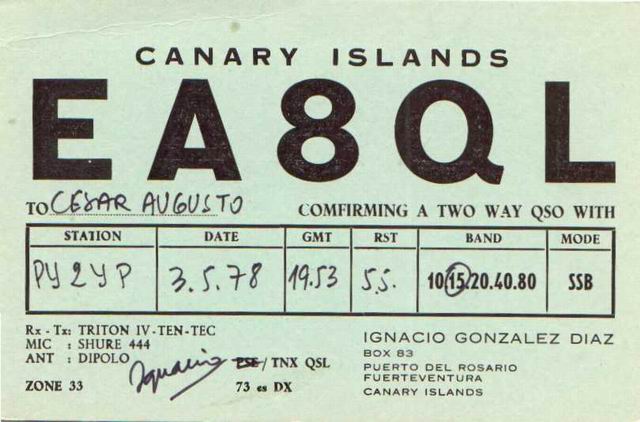 CANARY ISLANDS
EA8QL
TO CESAR AUGUSTO COMFIRMING A TWO WAY QSO WITH
STATION DATE GMT RST BAND MODE
PY2YP 3.5.78 19.53 5.5. 10.15.20.40.80 SSB
Rx - Tx: TRITON IV-TEN-TEC
MIC : SHURE 444
ANT : DIPOLO
Ignacio PSE/ TNX QSL
ZONE 33 73 es DX
IGNACIO GONZALEZ DIAZ
BOX 83
PUERTO DEL ROSARIO
FUERTEVENTURA
CANARY ISLANDS